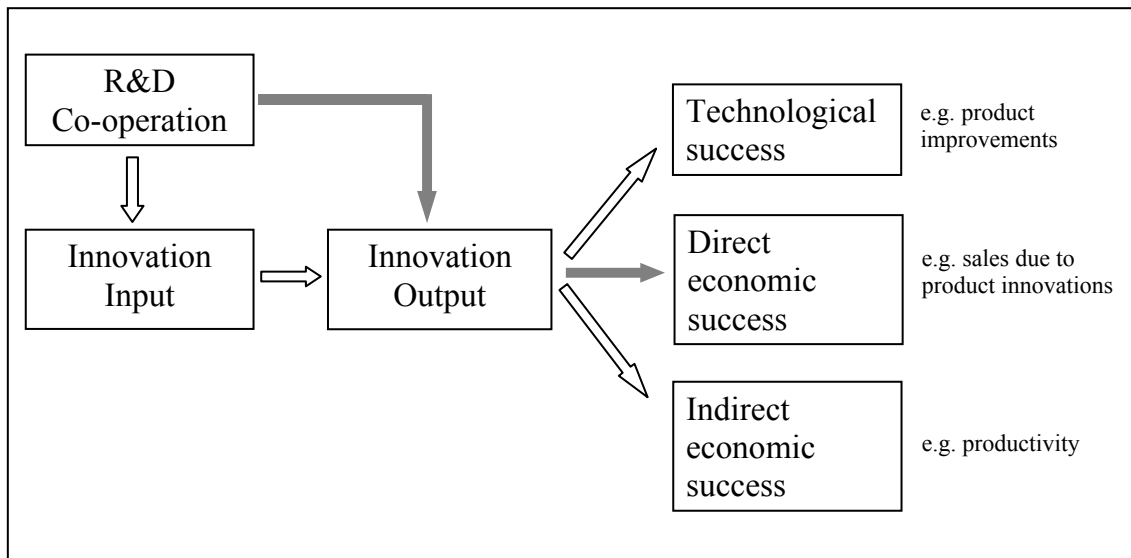 R&D
Co-operation
Technological
success
e.g. product
improvements
Innovation
Input
Innovation
Output
Direct
economic
success
e.g. sales due to
product innovations
Indirect
economic
success
e.g. productivity